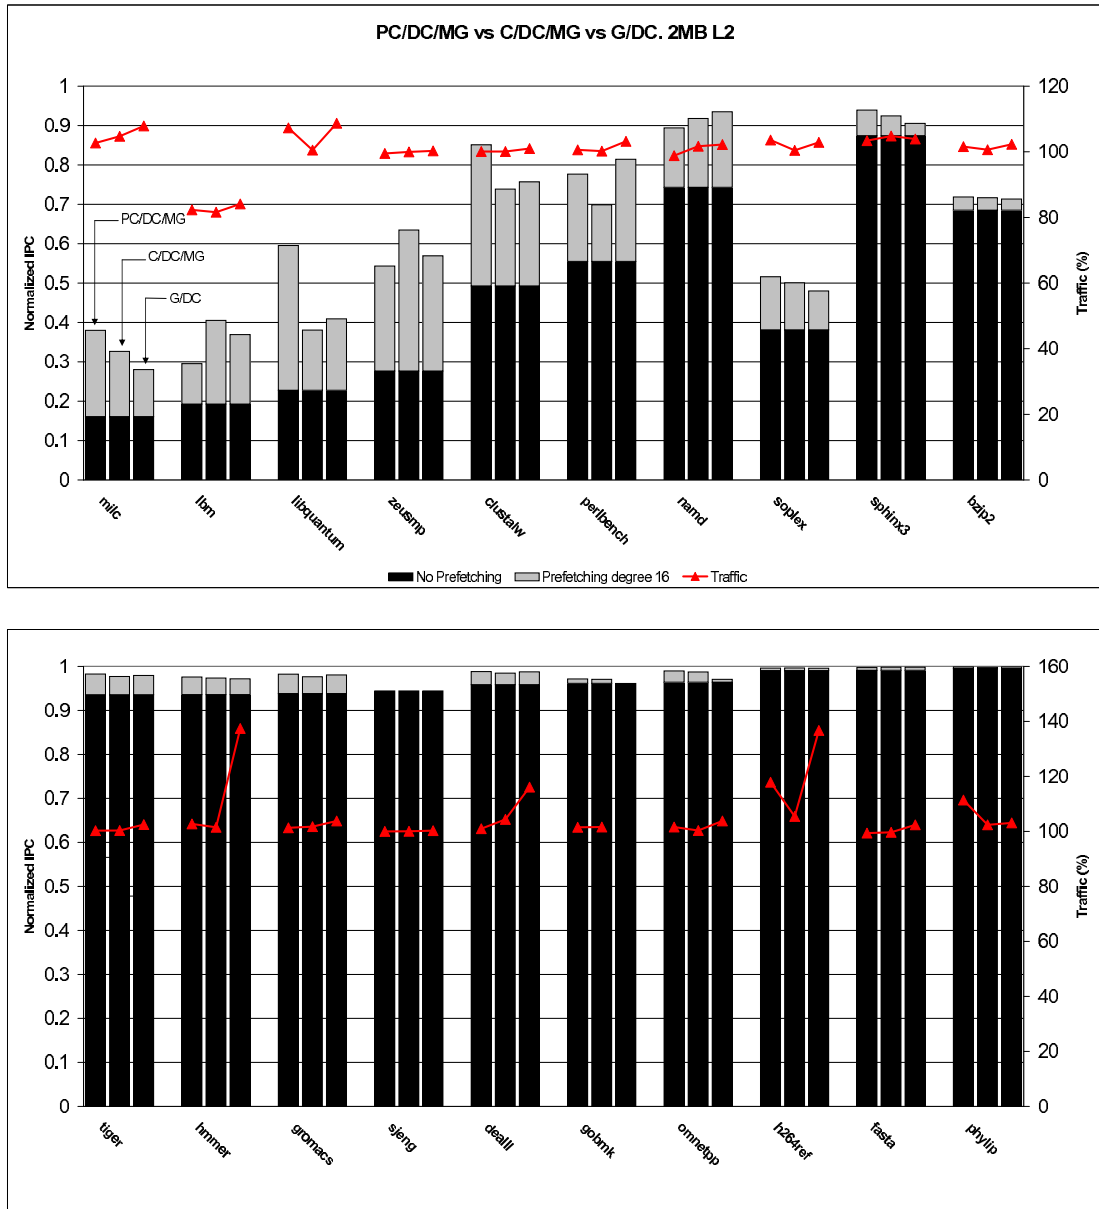 PC/DC/MG vs C/DC/MG vs G/DC. 2MB L2
1 120
0.9
0.8 100
0.7 80
0.6
0.5 60
0.4 40
0.3
0.2 20
0.1
0 0
Normalized IPC
Traffic (%)
PC/DC/MG
C/DC/MG
G/DC
milc lbm libquantum zeusmp clustalw perlbench namd soplex sphinx3 bzip2
No Prefetching Prefetching degree 16 Traffic
1 160
0.9 140
0.8 120
0.7 100
0.6
0.5 80
0.4 60
0.3 40
0.2
0.1 20
0 0
Normalized IPC
Traffic (%)
tiger hmmer gromacs sjeng dealII gobmk omnetpp h264ref fasta phylip